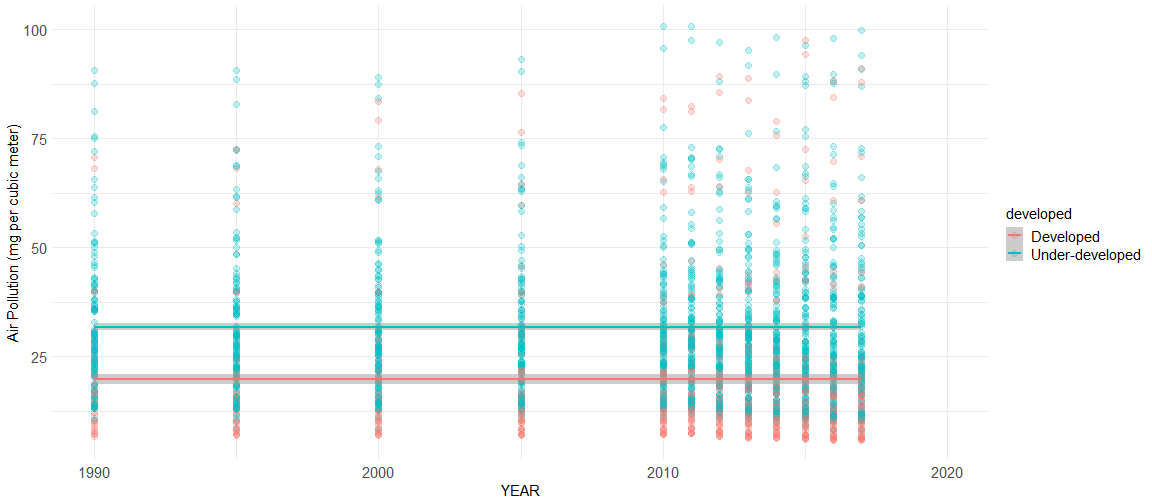 100
75
50
25
Air Pollution (mg per cubic meter)
1990
2000
2010
2020
YEAR
developed
Developed
Under-developed